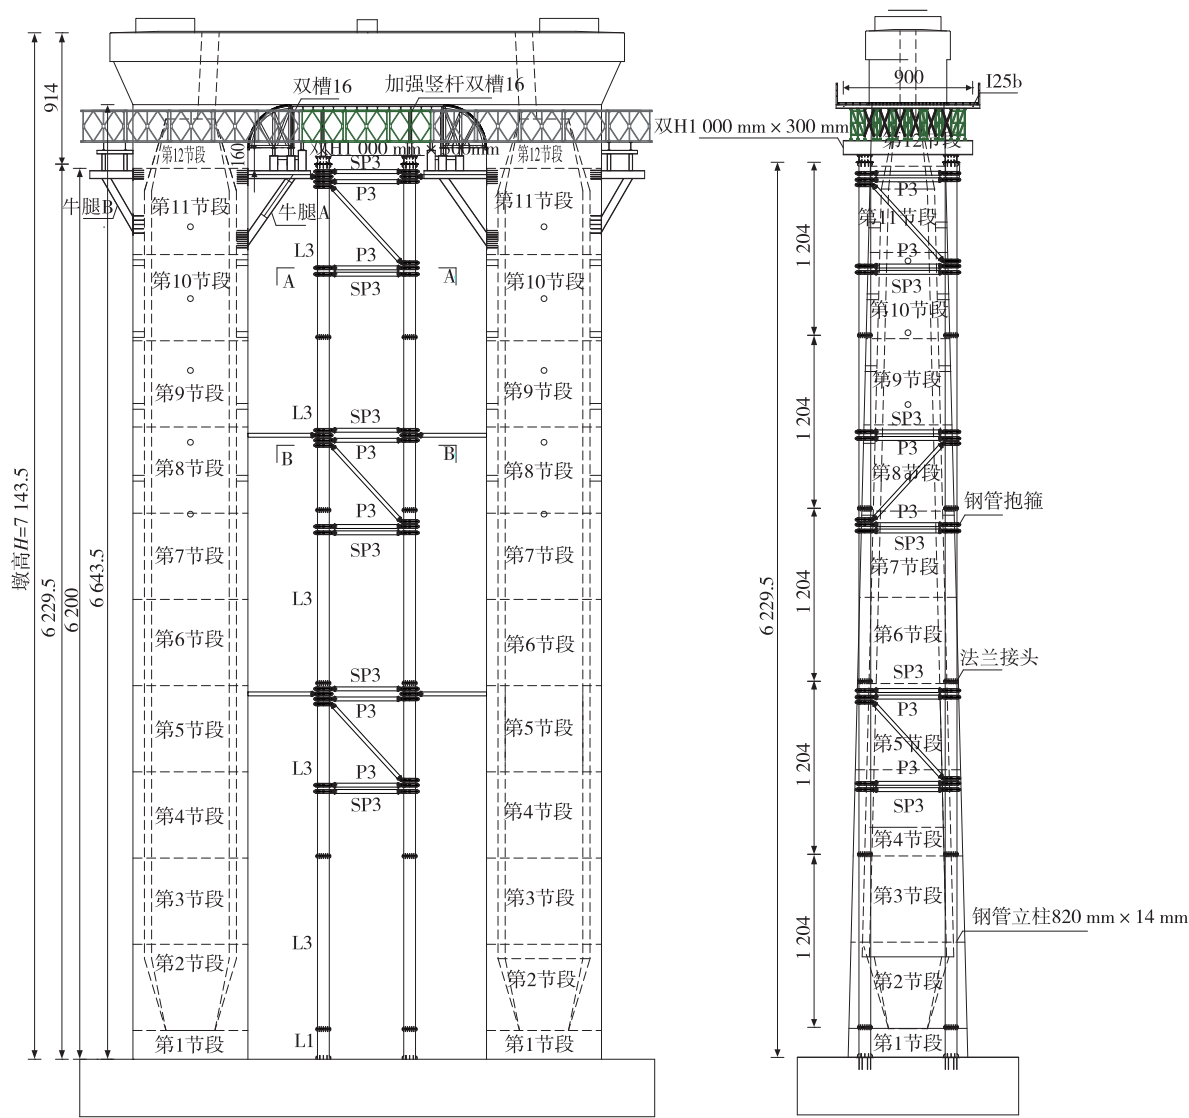 双槽16
加强竖杆双槽16
914
160
双H1 000 mm×300mm
第12节段
第12节段
SP3
P3
牛腿B
第11节段
牛腿A
第11节段
L3
P3
A
A
SP3
第10节段
第10节段
第9节段
第9节段
L3
SP3
P3
B
B
第8节段
第8节段
P3
SP3
第7节段
第7节段
L3
墩高H=7 143.5
6 229.5
6 200
6 643.5
第6节段
第6节段
SP3
P3
第5节段
第5节段
L3
P3
SP3
第4节段
第4节段
第3节段
第3节段
L3
第2节段
第2节段
L1
第1节段
第1节段
900
I25b
双H1 000 mm×300 mm
第12节段
P3
第11节段
1 204
P3
SP3
第10节段
第9节段
1 204
SP3
P3
第8节段
钢管抱箍
P3
SP3
第7节段
1 204
6 229.5
第6节段
法兰接头
SP3
P3
第5节段
1 204
P3
SP3
第4节段
第3节段
1 204
钢管立柱820 mm×14 mm
第2节段
第1节段